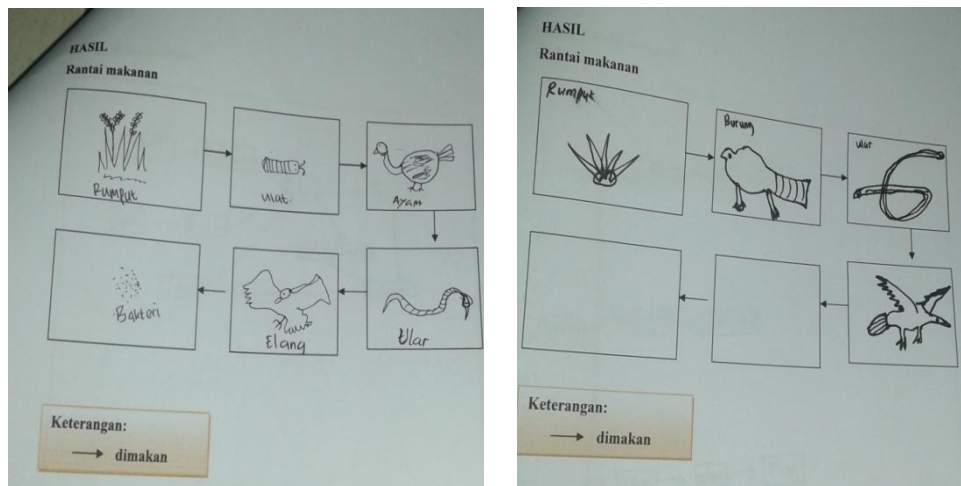 HASIL
Rantai makanan
Rumput
Ulat
Ayam
Ular
Elang
Bakteri
Keterangan:
dimakan
HASIL
Rantai makanan
Rumput
Burung
ular
Keterangan:
dimakan